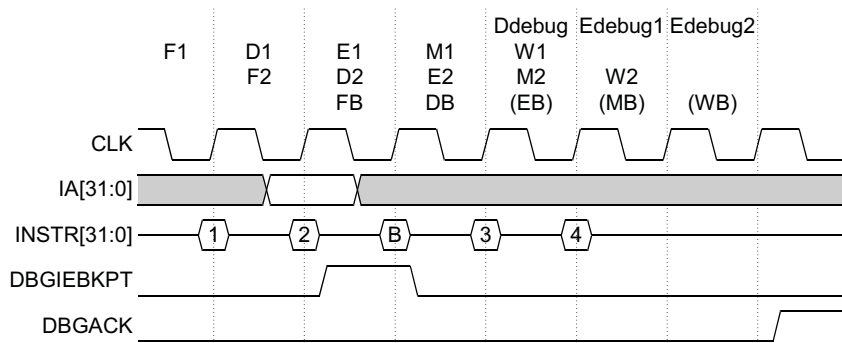 Ddebug Edebug1 Edebug2
F1 D1 E1 M1 W1
F2 D2 E2 M2 W2
FB DB (EB) (MB) (WB)
CLK
IA[31:0]
INSTR[31:0] 1 2 B 3 4
DBGIEBKPT
DBGACK